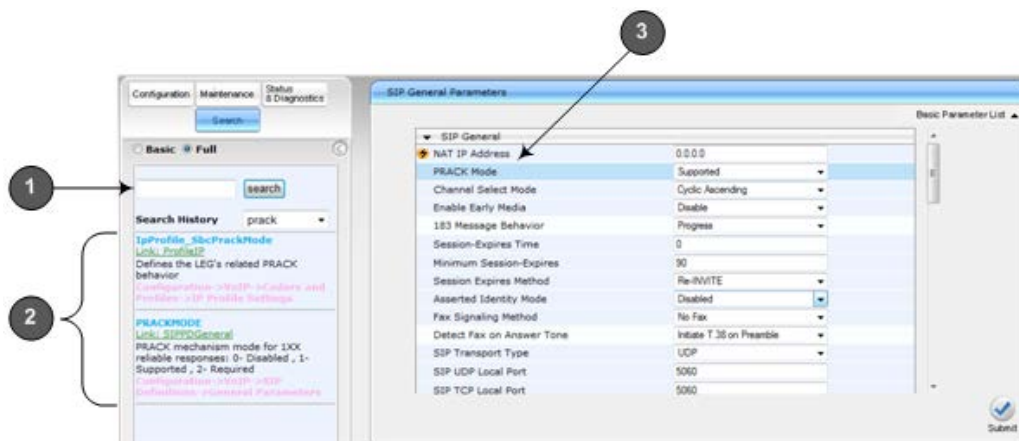 3
Configuration
Maintenance
Status
& Diagnostics
Search
Basic
Full
1
search
Search History
prack
2
IpProfile_SbcPrackMode
Link: ProfileIP
Defines the LEG's related PRACK
behavior
Configuration->VoIP->Coders and
Profiles->IP Profile Settings
PRACKMODE
Link: SIPPDGeneral
PRACK mechanism mode for 1XX
reliable responses: 0- Disabled , 1-
Supported , 2- Required
Configuration->VoIP->SIP
Definitions->General Parameters
SIP General Parameters
Basic Parameter List
SIP General
NAT IP Address 0.0.0.0
PRACK Mode Supported
Channel Select Mode Cyclic Ascending
Enable Early Media Disable
183 Message Behavior Progress
Session-Expires Time 0
Minimum Session-Expires 90
Session Expires Method Re-INVITE
Asserted Identity Mode Disabled
Fax Signaling Method No Fax
Detect Fax on Answer Tone Initiate T.38 on Preamble
SIP Transport Type UDP
SIP UDP Local Port 5060
SIP TCP Local Port 5060
Submit